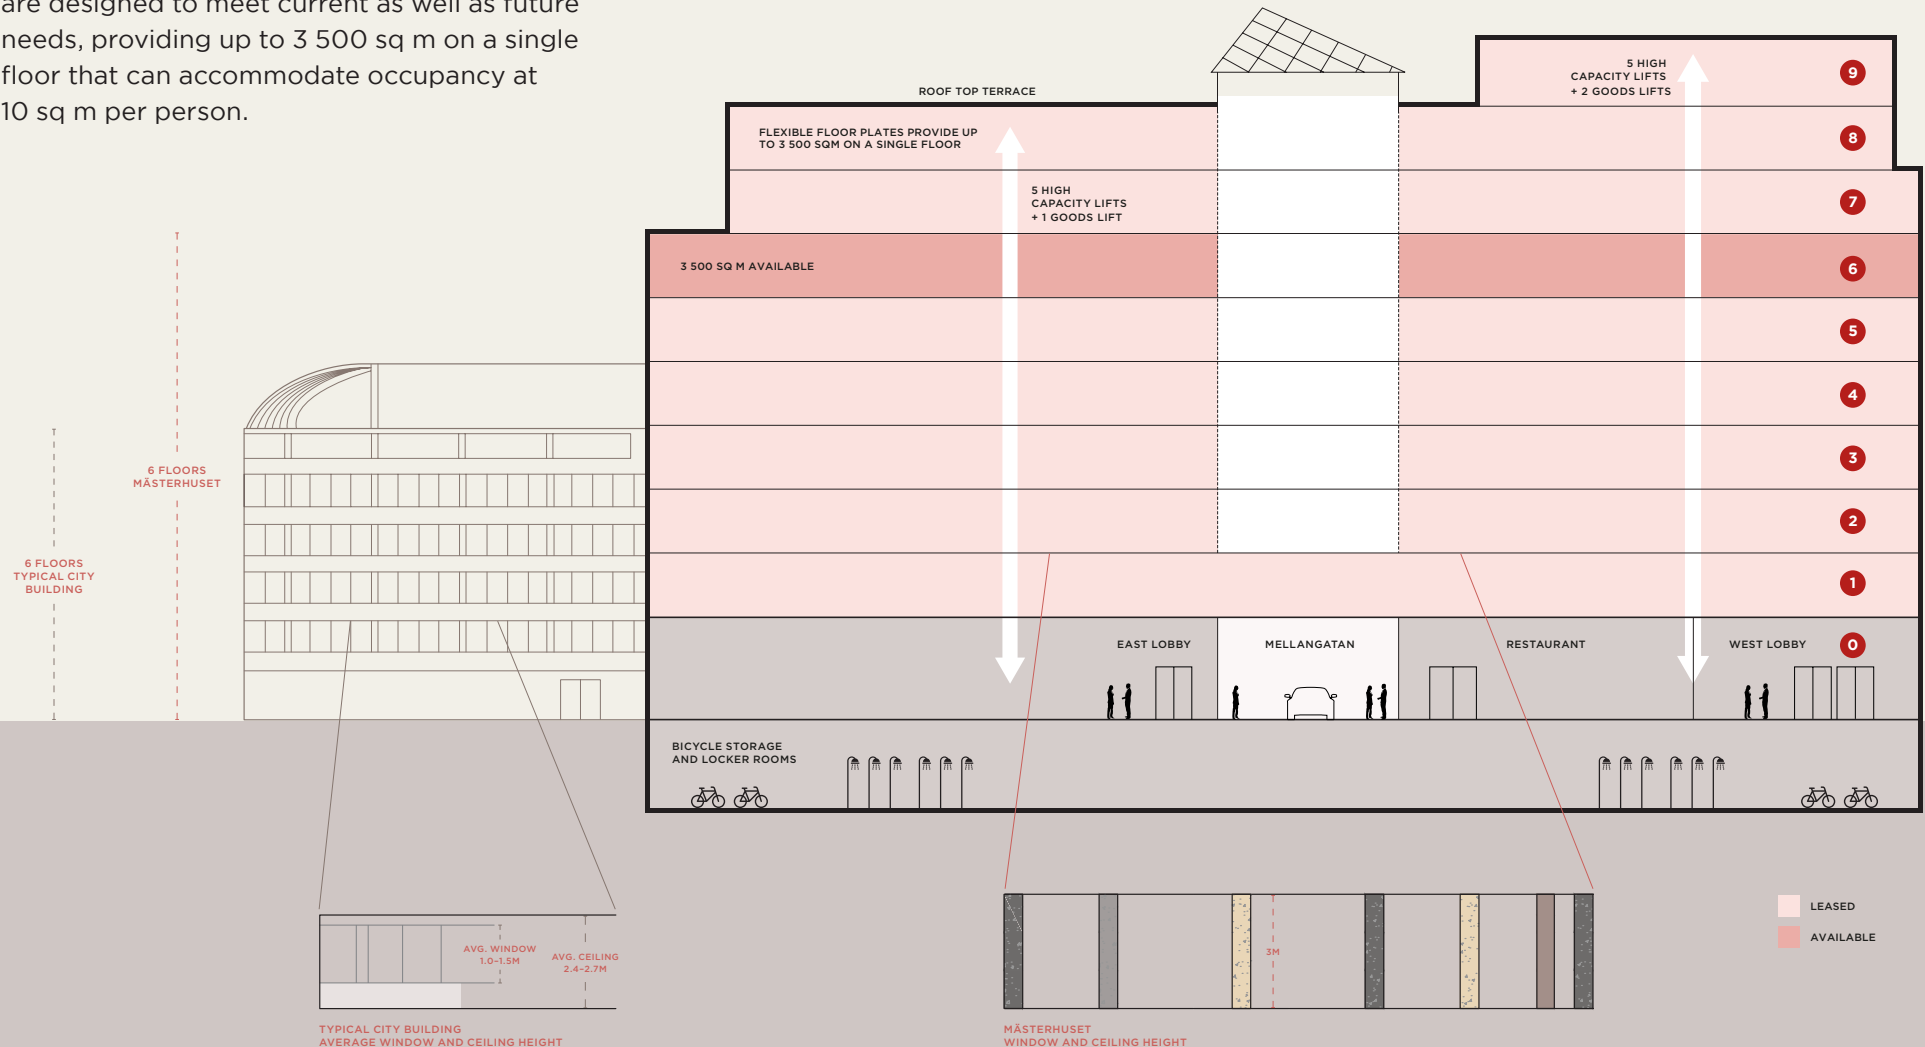 are designed to meet current as well as future
needs, providing up to 3 500 sq m on a single
floor that can accommodate occupancy at
10 sq m per person.
ROOF TOP TERRACE
5 HIGH
CAPACITY LIFTS
+ 2 GOODS LIFTS
9
FLEXIBLE FLOOR PLATES PROVIDE UP
TO 3 500 SQM ON A SINGLE FLOOR
8
5 HIGH
CAPACITY LIFTS
+ 1 GOODS LIFT
7
3 500 SQ M AVAILABLE
6
5
4
3
2
1
6 FLOORS
MÄSTERHUSET
6 FLOORS
TYPICAL CITY
BUILDING
EAST LOBBY
MELLANGATAN
RESTAURANT
WEST LOBBY
0
BICYCLE STORAGE
AND LOCKER ROOMS
AVG. WINDOW
1.0–1.5M
AVG. CEILING
2.4–2.7M
TYPICAL CITY BUILDING
AVERAGE WINDOW AND CEILING HEIGHT
3M
MÄSTERHUSET
WINDOW AND CEILING HEIGHT
LEASED
AVAILABLE